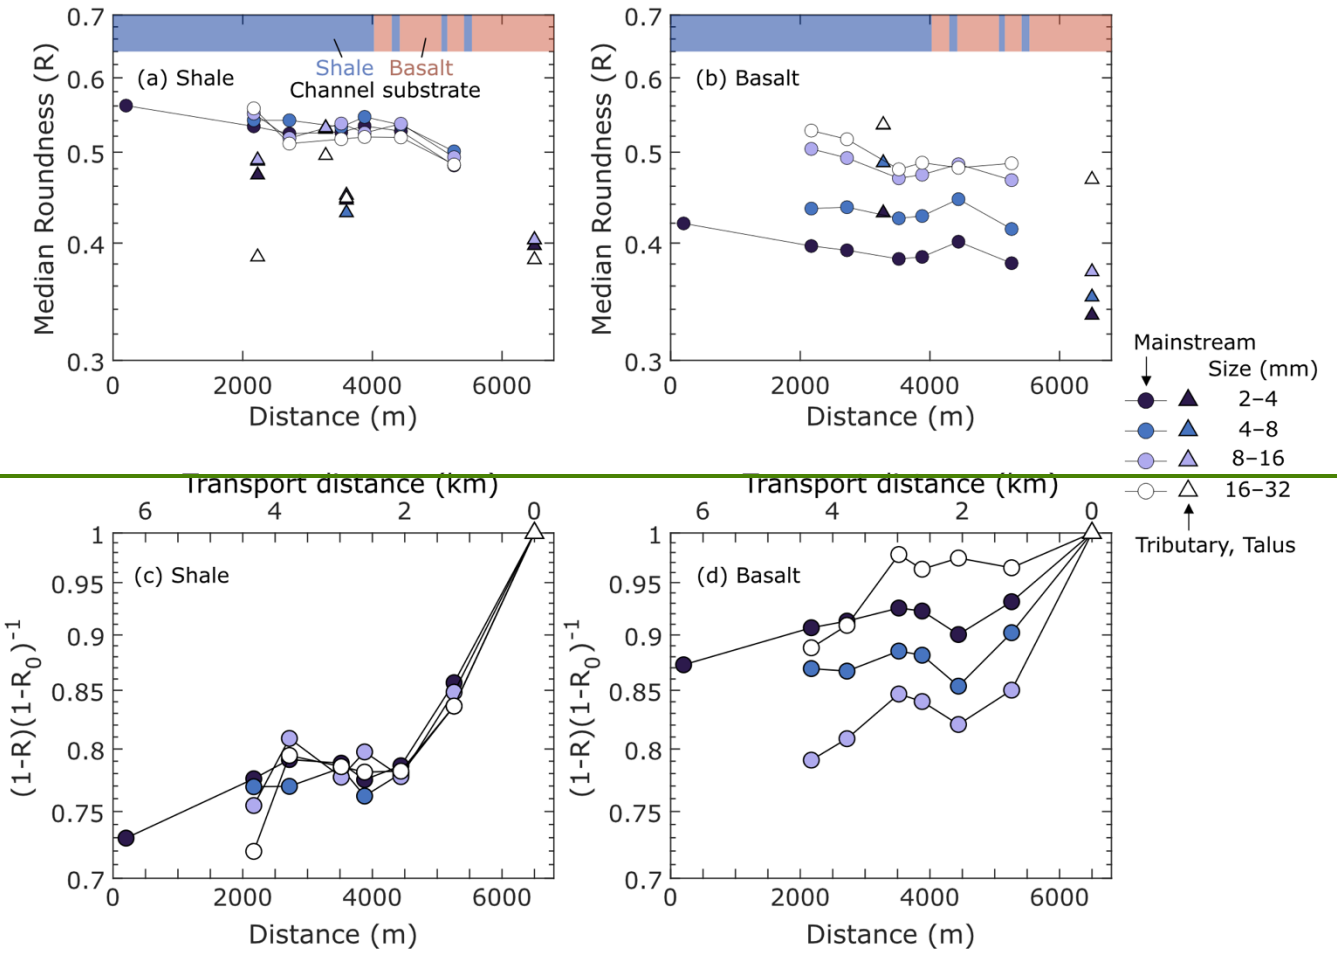 0.7
0.6
0.5
0.4
0.3
Median Roundness (R)
(a) Shale
Shale Basalt
Channel substrate
0 2000 4000 6000
Distance (m)
0.7
0.6
0.5
0.4
0.3
Median Roundness (R)
(b) Basalt
0 2000 4000 6000
Distance (m)
Mainstream
Size (mm)
2–4
4–8
8–16
16–32
Tributary, Talus
Transport distance (km)
6 4 2 0
1
0.95
0.9
0.85
0.8
0.75
0.7
(1-R)(1-R₀)⁻¹
(c) Shale
0 2000 4000 6000
Distance (m)
Transport distance (km)
6 4 2 0
1
0.95
0.9
0.85
0.8
0.75
0.7
(1-R)(1-R₀)⁻¹
(d) Basalt
0 2000 4000 6000
Distance (m)